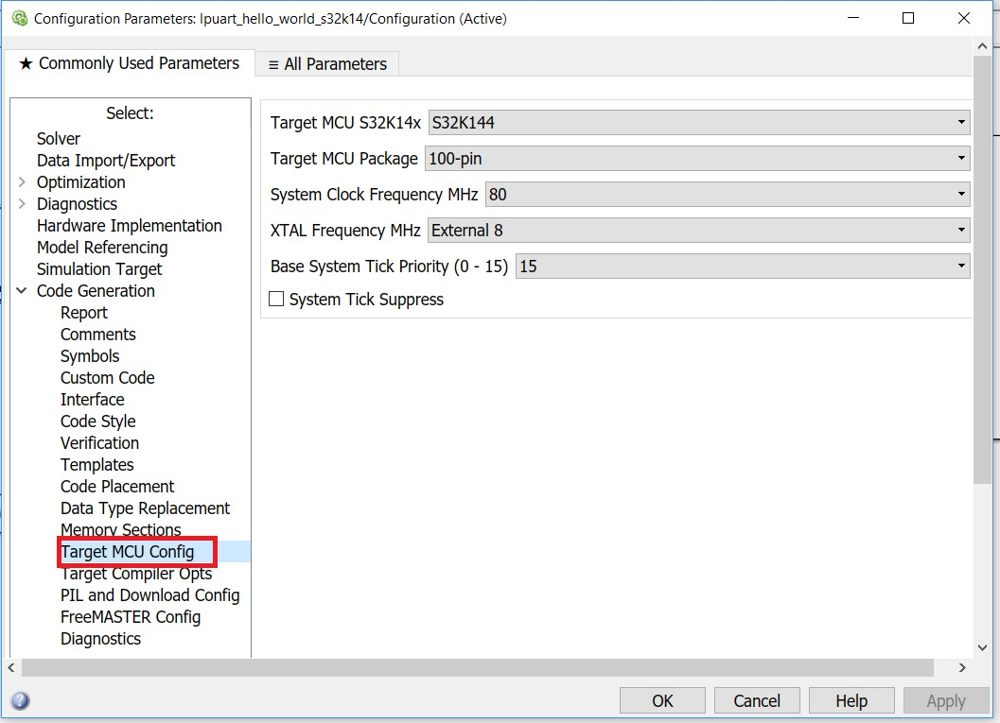 Configuration Parameters: lpuart_hello_world_s32k14/Configuration (Active)
★ Commonly Used Parameters
≡ All Parameters
Select:
Solver
Data Import/Export
Optimization
Diagnostics
Hardware Implementation
Model Referencing
Simulation Target
Code Generation
Report
Comments
Symbols
Custom Code
Interface
Code Style
Verification
Templates
Code Placement
Data Type Replacement
Memory Sections
Target MCU Config
Target Compiler Opts
PIL and Download Config
FreeMASTER Config
Diagnostics
Target MCU S32K14x S32K144
Target MCU Package 100-pin
System Clock Frequency MHz 80
XTAL Frequency MHz External 8
Base System Tick Priority (0 - 15) 15
System Tick Suppress
OK
Cancel
Help
Apply